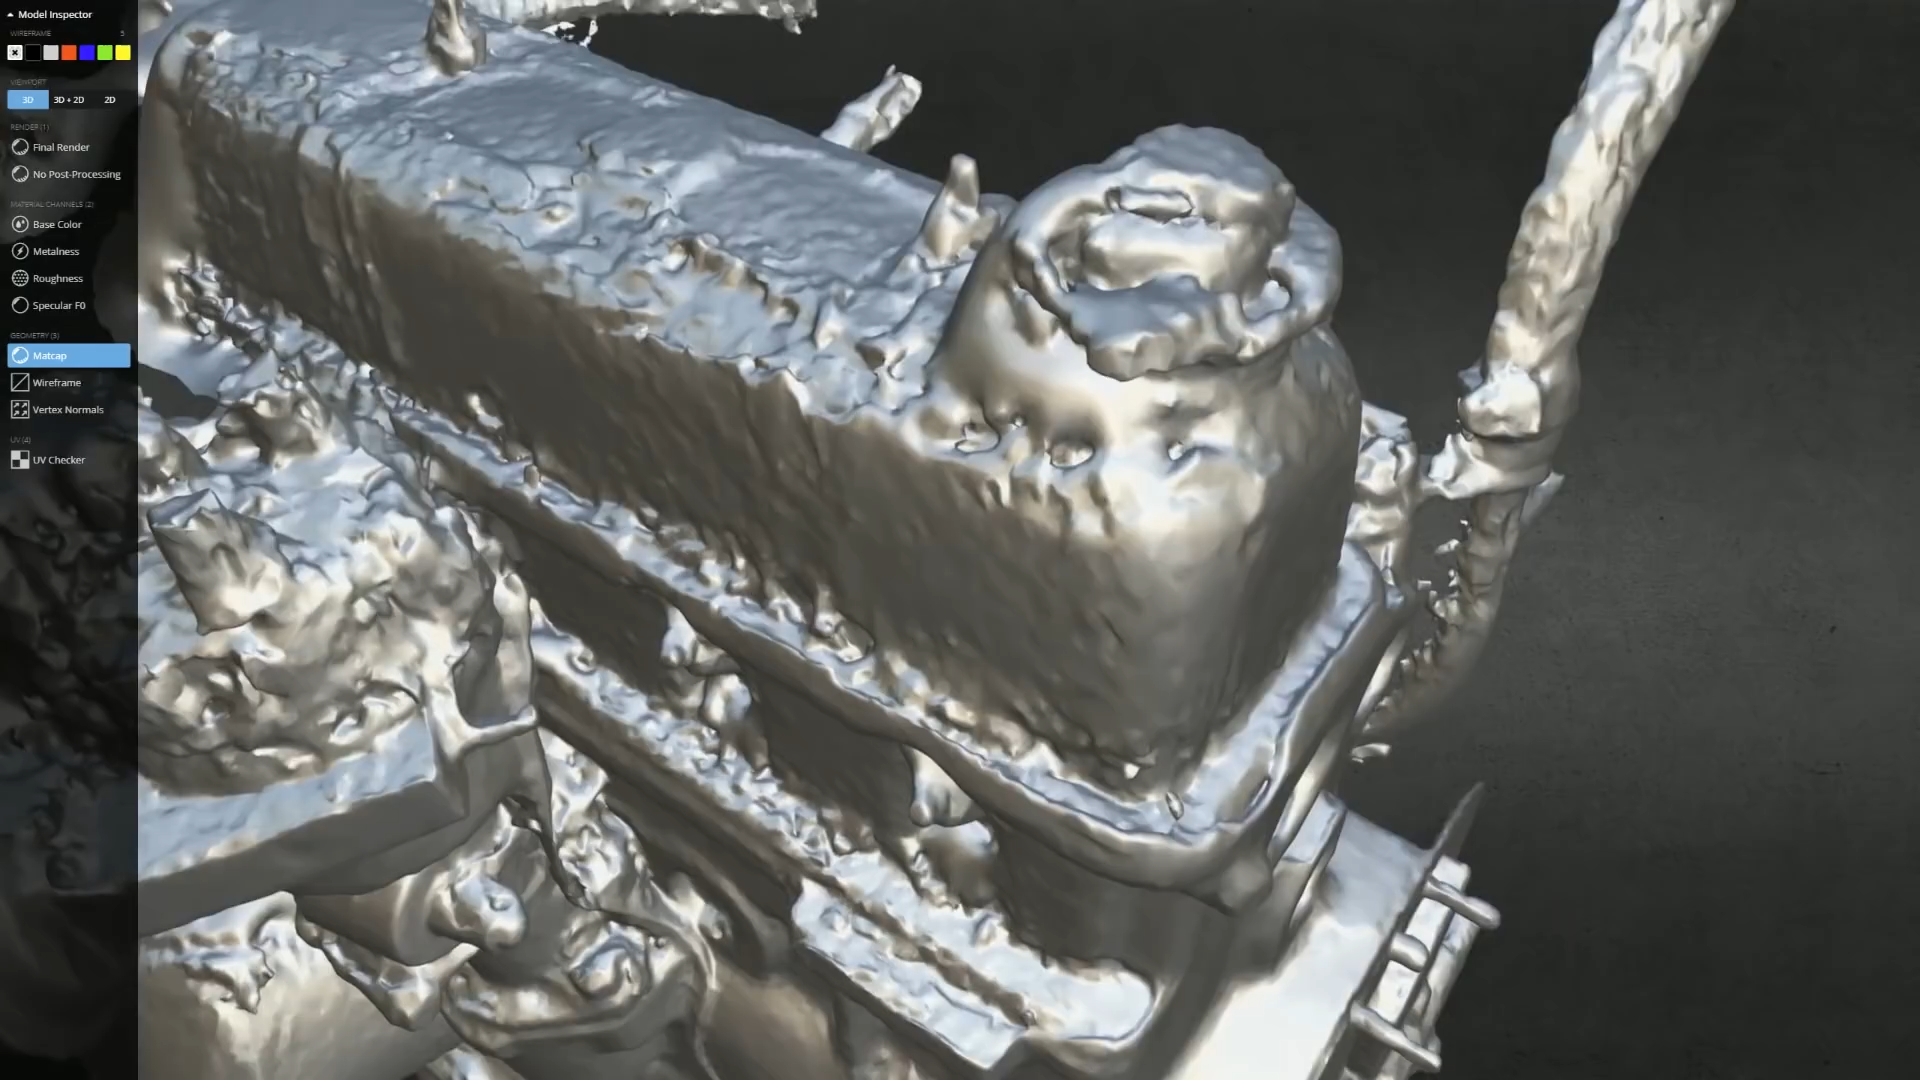 Model Inspector
WIREFRAME S
VIEWPORT
3D 3D + 2D 2D
RENDER (1)
Final Render
No Post-Processing
MATERIAL CHANNELS (2)
Base Color
Metalness
Roughness
Specular F0
GEOMETRY (3)
Matcap
Wireframe
Vertex Normals
UV (4)
UV Checker